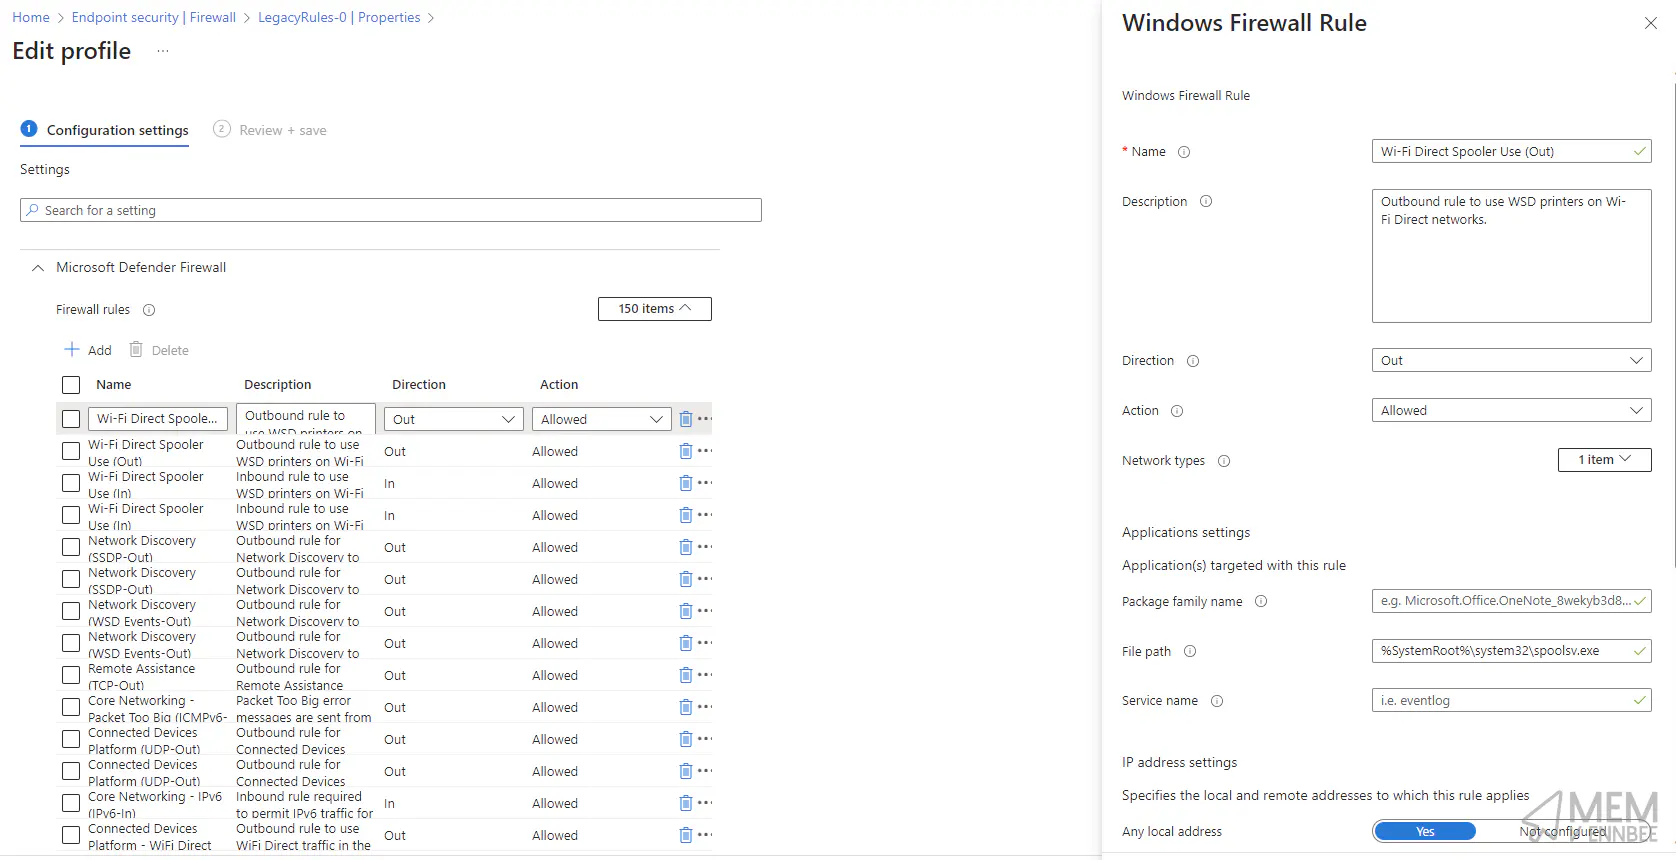 Home > Endpoint security | Firewall > LegacyRules-0 | Properties >
Edit profile ...
1 Configuration settings 2 Review + save
Settings
Search for a setting
Microsoft Defender Firewall
Firewall rules
150 items
Add Delete
Name Description Direction Action
Wi-Fi Direct Spoole... Outbound rule to Out Allowed
use WSD printers on
Wi-Fi Direct Spooler Outbound rule to use Out Allowed
Use (Out) WSD printers on Wi-Fi
Wi-Fi Direct Spooler Inbound rule to use In Allowed
Use (In) WSD printers on Wi-Fi
Wi-Fi Direct Spooler Inbound rule to use In Allowed
Use (In) WSD printers on Wi-Fi
Network Discovery Outbound rule for Out Allowed
(SSDP-Out) Network Discovery to
Network Discovery Outbound rule for Out Allowed
(SSDP-Out) Network Discovery to
Network Discovery Outbound rule for Out Allowed
(WSD Events-Out) Network Discovery to
Network Discovery Outbound rule for Out Allowed
(WSD Events-Out) Network Discovery to
Remote Assistance Outbound rule for Out Allowed
(TCP-Out) Remote Assistance
Core Networking - Packet Too Big error Out Allowed
Packet Too Big (ICMPv6- messages are sent from
Connected Devices Outbound rule for Out Allowed
Platform (UDP-Out) Connected Devices
Connected Devices Outbound rule for Out Allowed
Platform (UDP-Out) Connected Devices
Core Networking - IPv6 Inbound rule required In Allowed
(IPv6-In) to permit IPv6 traffic for
Connected Devices Outbound rule to use Out Allowed
Platform - WiFi Direct WiFi Direct traffic in the
Windows Firewall Rule
Windows Firewall Rule
* Name Wi-Fi Direct Spooler Use (Out)
Description Outbound rule to use WSD printers on Wi-
Fi Direct networks.
Direction Out
Action Allowed
Network types 1 item
Applications settings
Application(s) targeted with this rule
Package family name e.g. Microsoft.Office.OneNote_8wekyb3d8...
File path %SystemRoot%\system32\spoolsv.exe
Service name i.e. eventlog
IP address settings
Specifies the local and remote addresses to which this rule applies
Any local address Yes Not configured
MEM
ENNBEE